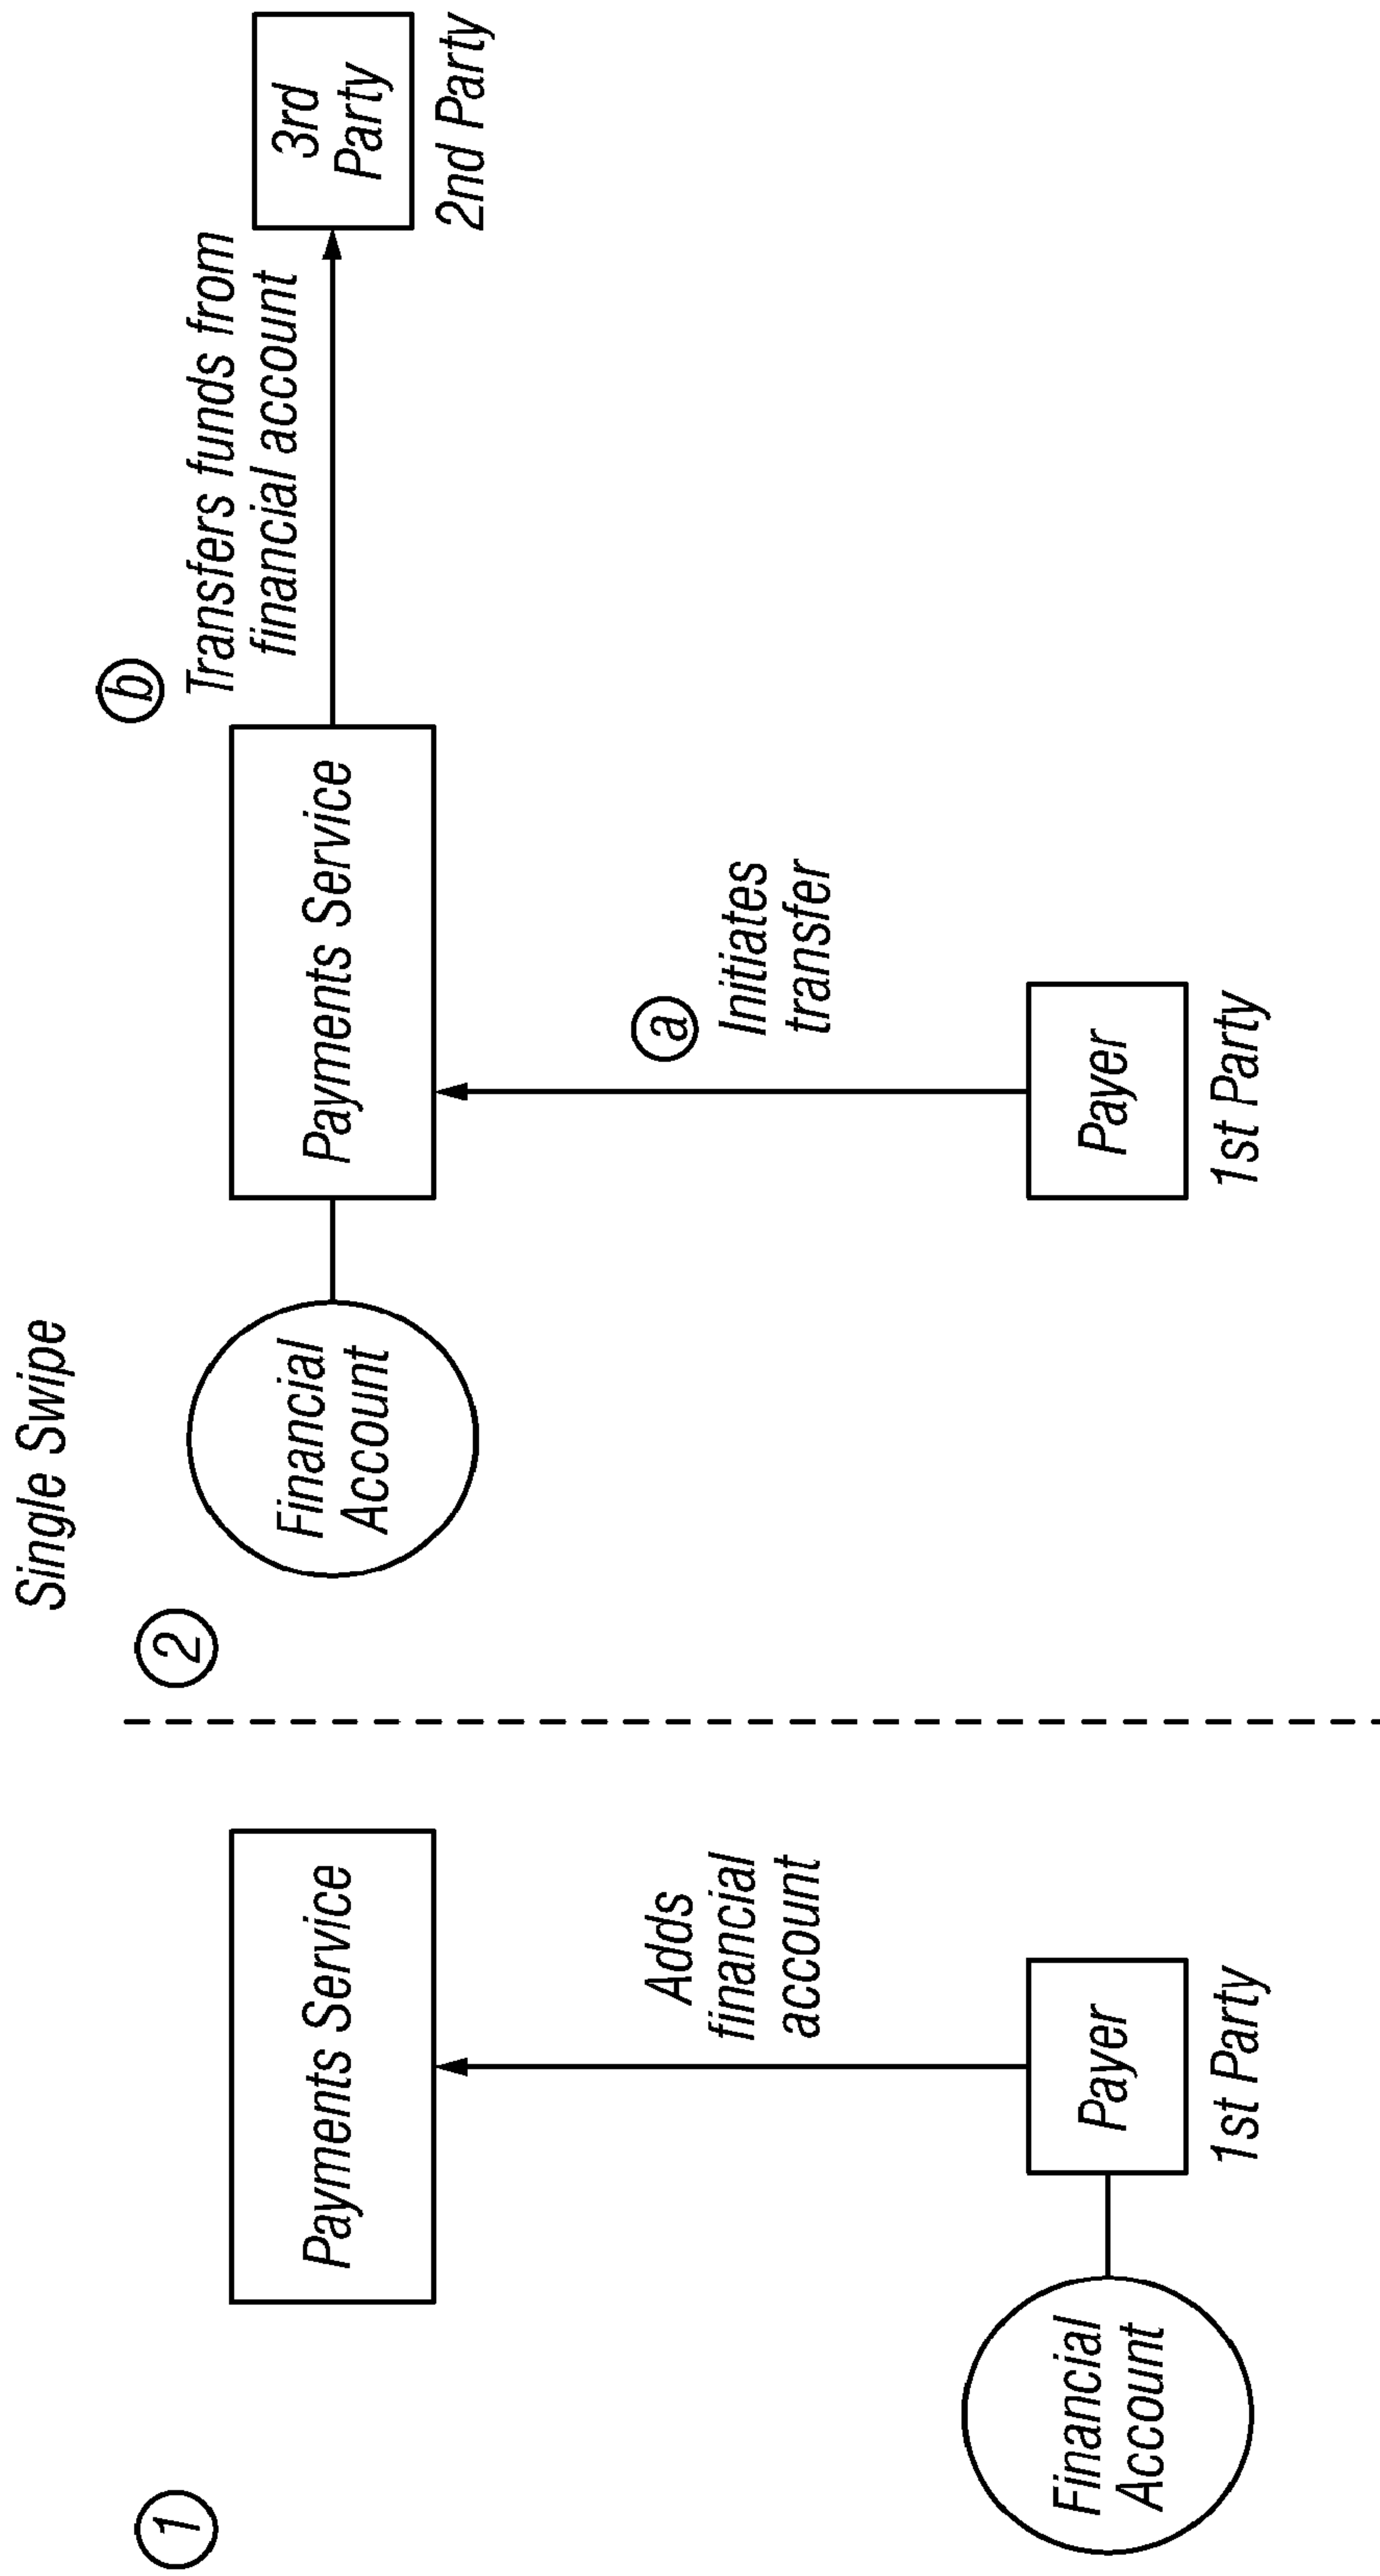 Single Swipe
1
Payments Service
Adds
financial
account
Financial
Account
Payer
1st Party
2
Financial
Account
Payments Service
b
Transfers funds from
financial account
3rd
Party
2nd Party
a
Initiates
transfer
Payer
1st Party